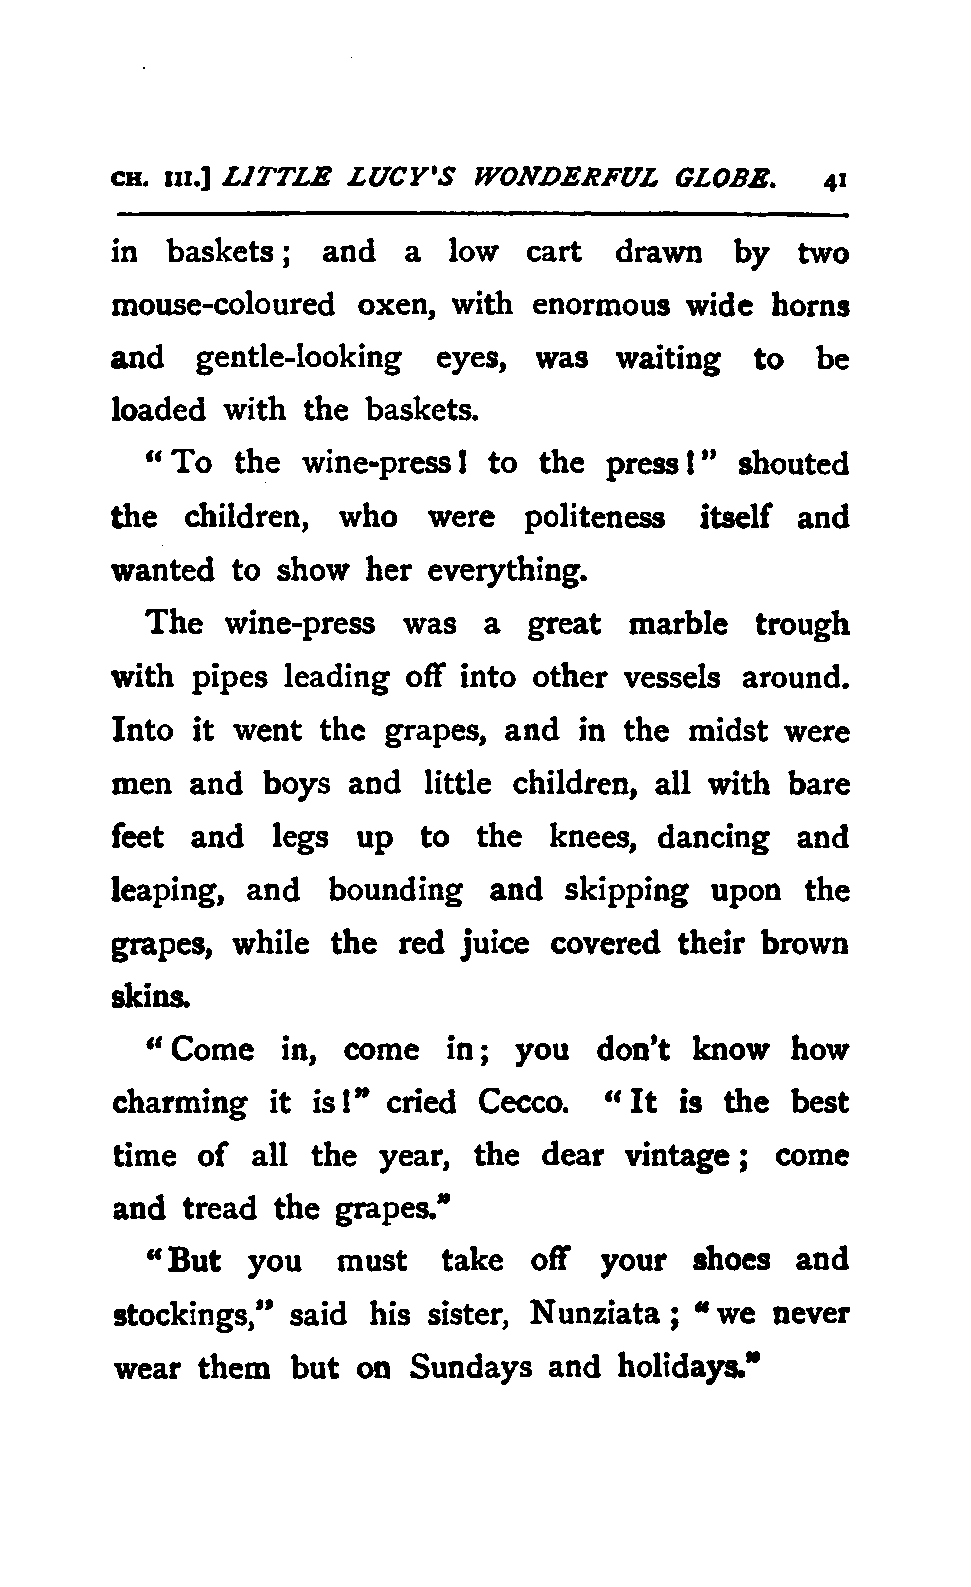 CH. III.] LITTLE LUCY'S WONDERFUL GLOBE. 41
in baskets; and a low cart drawn by two
mouse-coloured oxen, with enormous wide horns
and gentle-looking eyes, was waiting to be
loaded with the baskets.
"To the wine-press! to the press!" shouted
the children, who were politeness itself and
wanted to show her everything.
The wine-press was a great marble trough
with pipes leading off into other vessels around.
Into it went the grapes, and in the midst were
men and boys and little children, all with bare
feet and legs up to the knees, dancing and
leaping, and bounding and skipping upon the
grapes, while the red juice covered their brown
skins.
"Come in, come in; you don't know how
charming it is!" cried Cecco. "It is the best
time of all the year, the dear vintage; come
and tread the grapes."
"But you must take off your shoes and
stockings," said his sister, Nunziata; "we never
wear them but on Sundays and holidays."